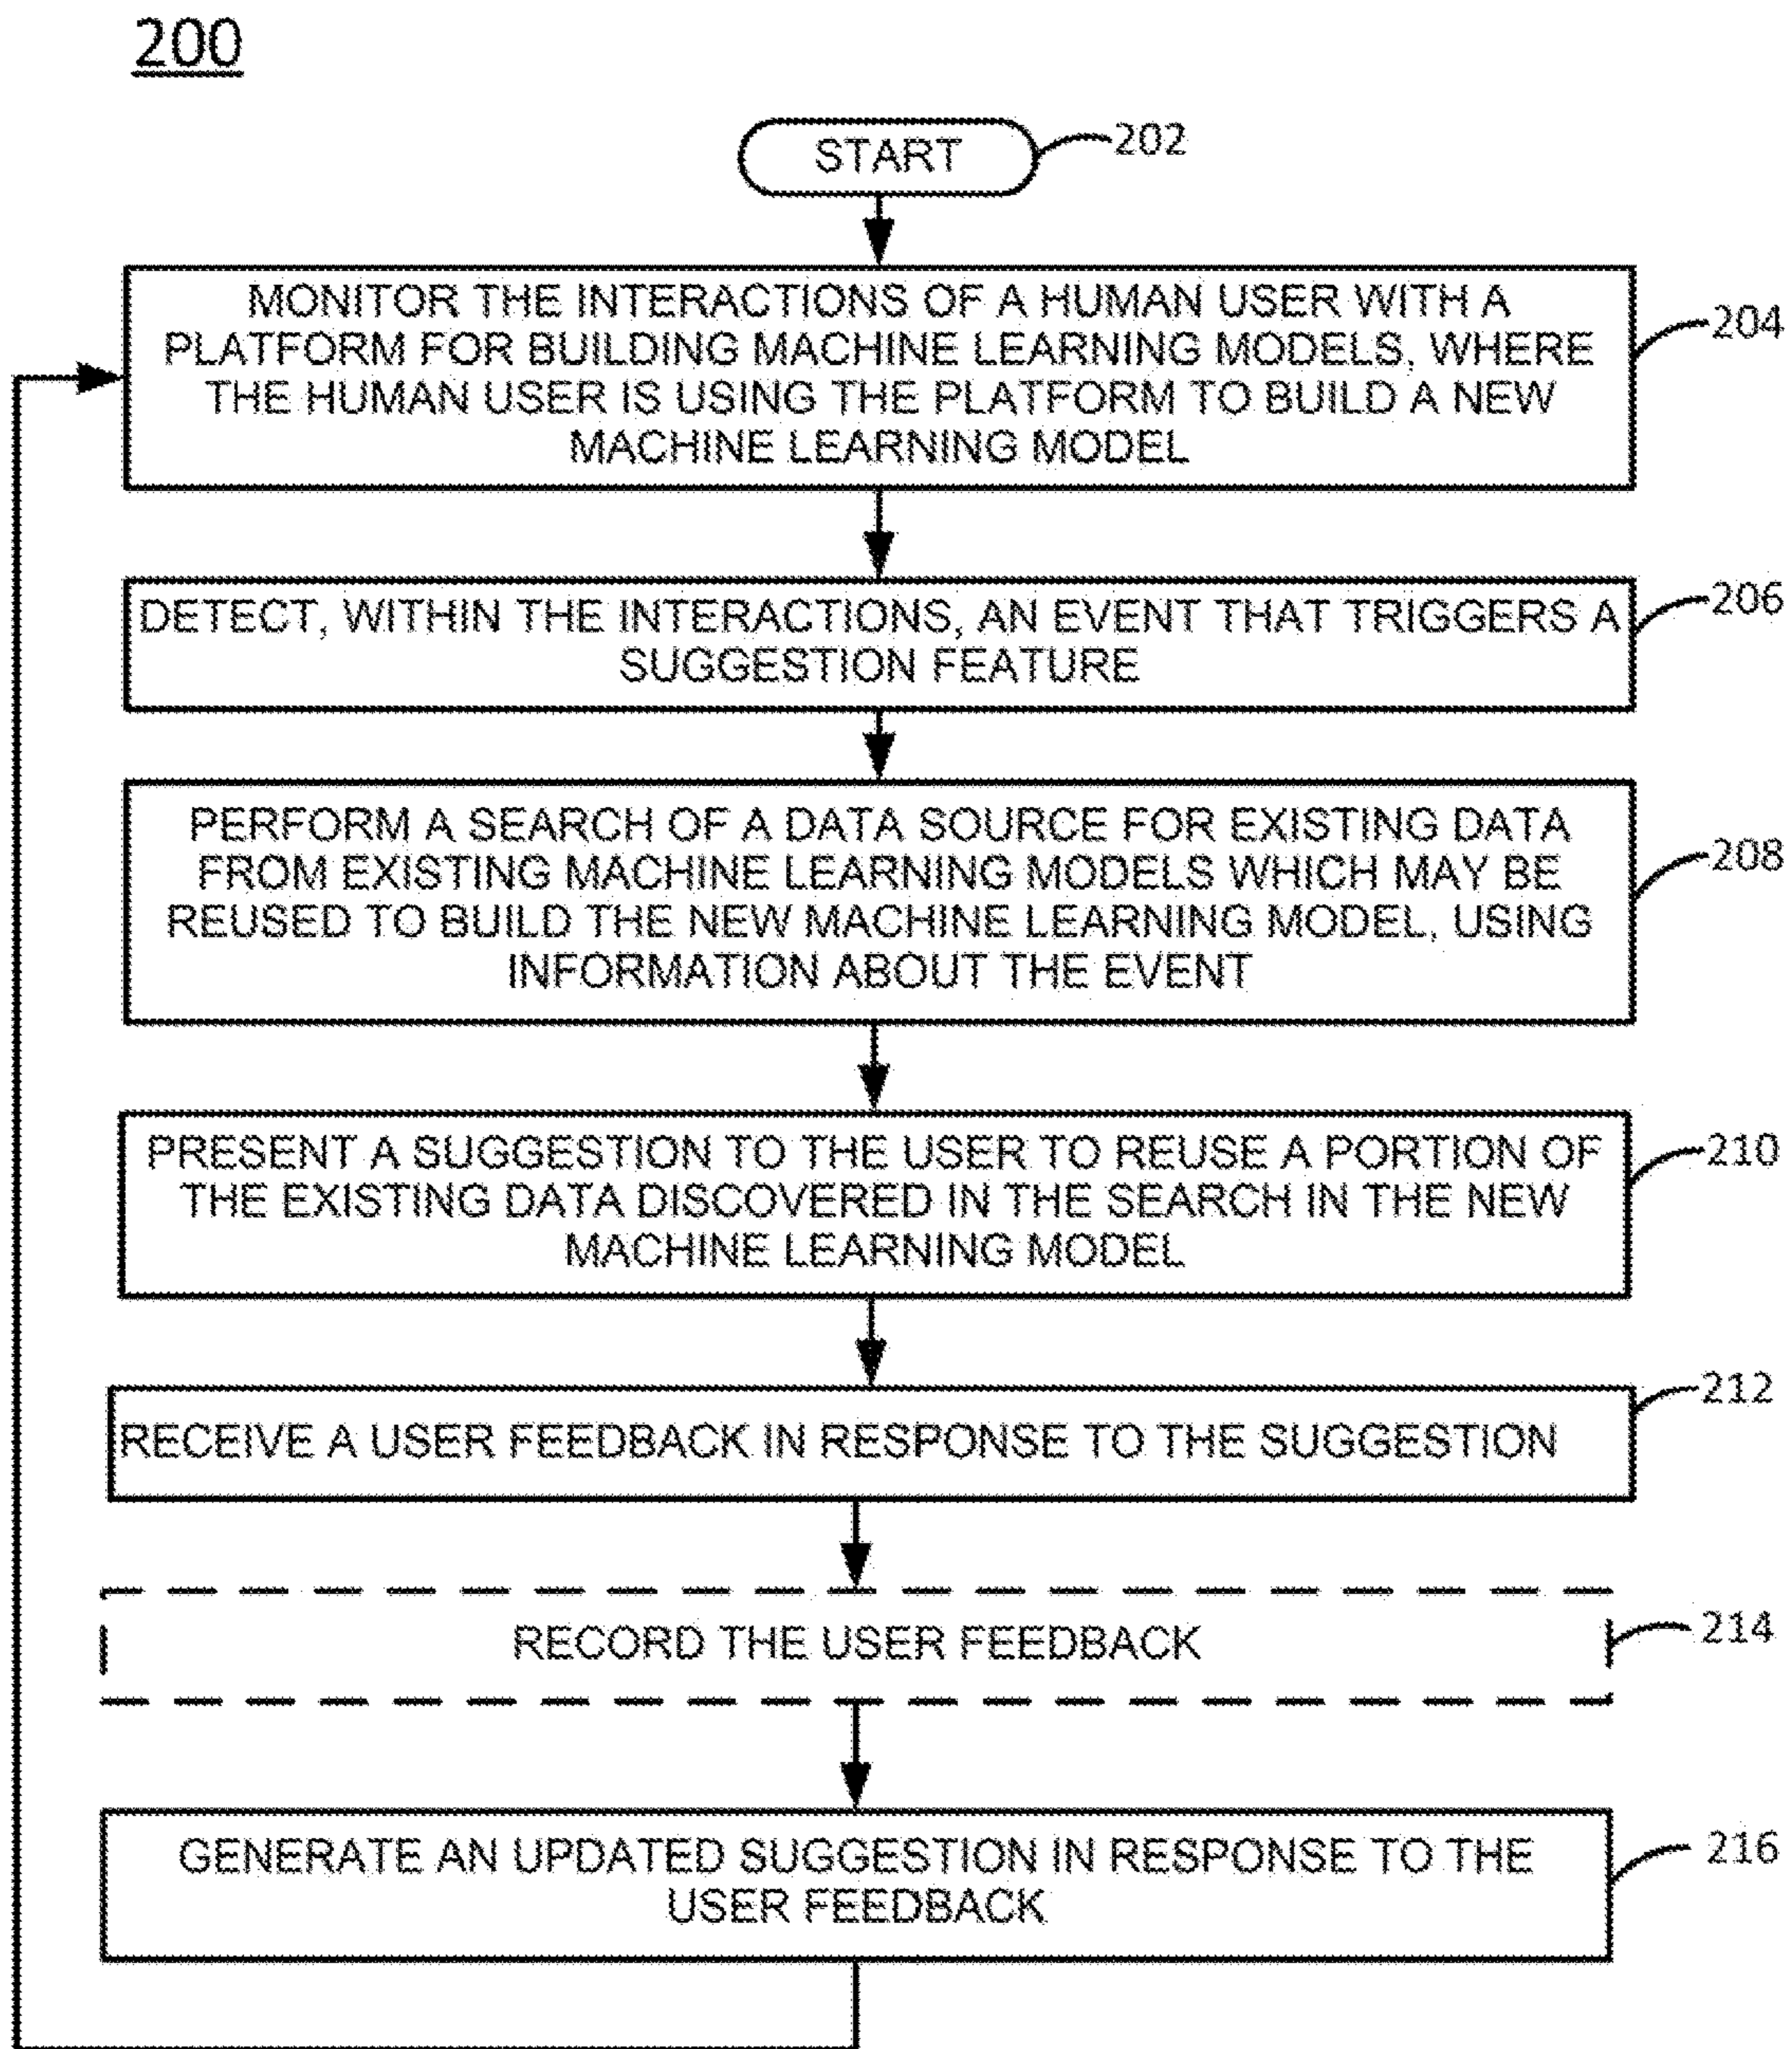 200
START
202
MONITOR THE INTERACTIONS OF A HUMAN USER WITH A
PLATFORM FOR BUILDING MACHINE LEARNING MODELS, WHERE
THE HUMAN USER IS USING THE PLATFORM TO BUILD A NEW
MACHINE LEARNING MODEL
204
DETECT, WITHIN THE INTERACTIONS, AN EVENT THAT TRIGGERS A
SUGGESTION FEATURE
206
PERFORM A SEARCH OF A DATA SOURCE FOR EXISTING DATA
FROM EXISTING MACHINE LEARNING MODELS WHICH MAY BE
REUSED TO BUILD THE NEW MACHINE LEARNING MODEL, USING
INFORMATION ABOUT THE EVENT
208
PRESENT A SUGGESTION TO THE USER TO REUSE A PORTION OF
THE EXISTING DATA DISCOVERED IN THE SEARCH IN THE NEW
MACHINE LEARNING MODEL
210
RECEIVE A USER FEEDBACK IN RESPONSE TO THE SUGGESTION
212
RECORD THE USER FEEDBACK
214
GENERATE AN UPDATED SUGGESTION IN RESPONSE TO THE
USER FEEDBACK
216